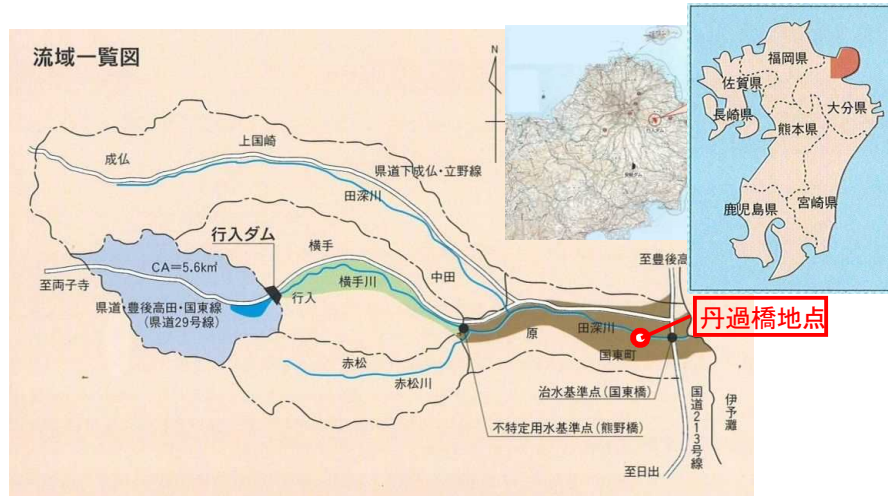 流域一覧図
N
福岡県
佐賀県
長崎県
大分県
熊本県
宮崎県
鹿児島県
上国崎
成仏
県道下成仏・立野線
田深川
行入ダム
横手
至豊後高
CA=5.6km²
至両子寺
横手川
中田
行入
県道・豊後高田・国東線
(県道29号線)
丹過橋地点
原
田深川
国東町
赤松
赤松川
治水基準点(国東橋)
伊予灘
国道213号線
不特定用水基準点(熊野橋)
至日出